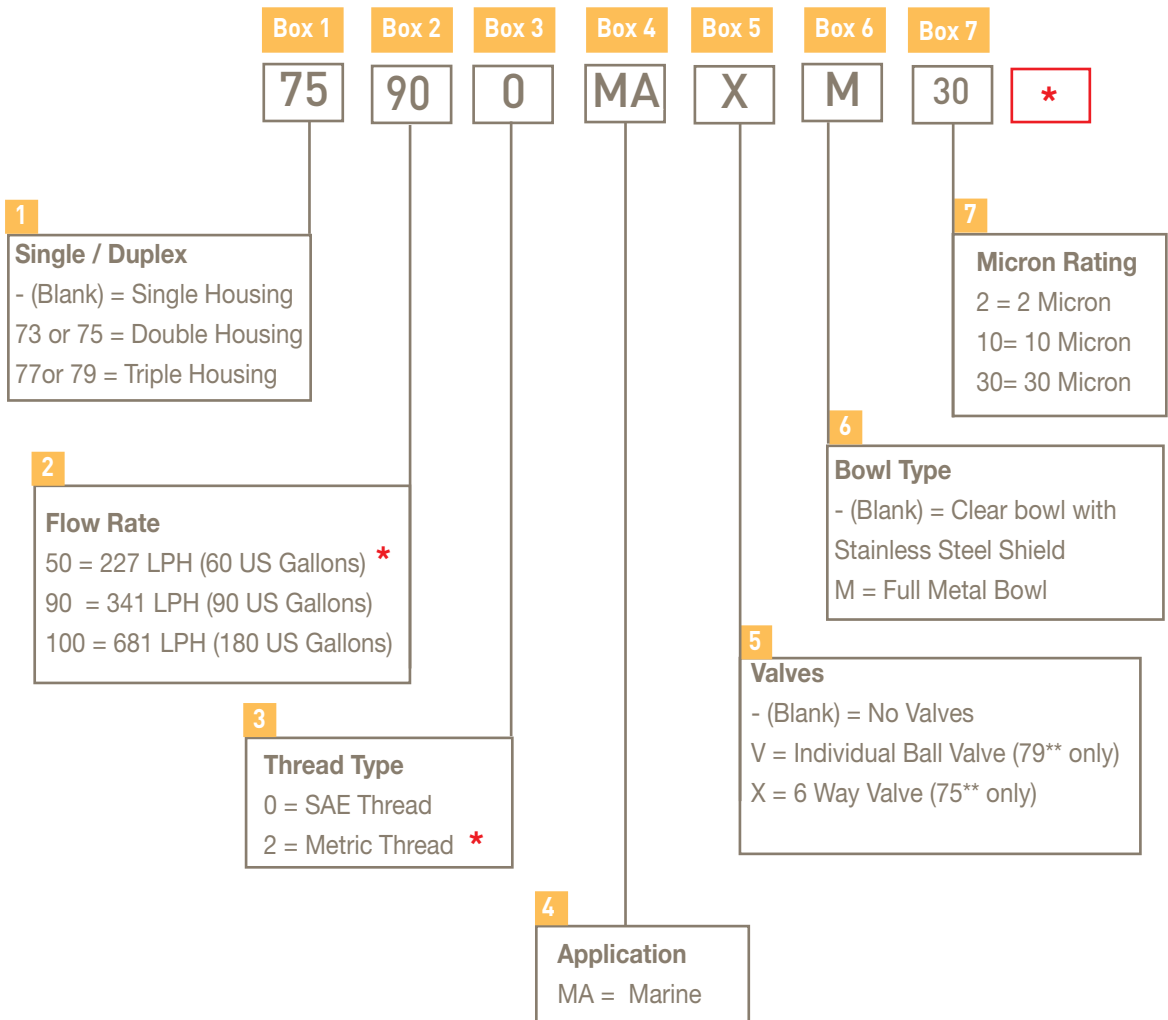 Box 1 Box 2 Box 3 Box 4 Box 5 Box 6 Box 7
75 90 0 MA X M 30 *
1
Single / Duplex
- (Blank) = Single Housing
73 or 75 = Double Housing
77or 79 = Triple Housing
7
Micron Rating
2 = 2 Micron
10= 10 Micron
30= 30 Micron
2
Flow Rate
50 = 227 LPH (60 US Gallons) *
90 = 341 LPH (90 US Gallons)
100 = 681 LPH (180 US Gallons)
6
Bowl Type
- (Blank) = Clear bowl with
Stainless Steel Shield
M = Full Metal Bowl
5
Valves
- (Blank) = No Valves
V = Individual Ball Valve (79** only)
X = 6 Way Valve (75** only)
3
Thread Type
0 = SAE Thread
2 = Metric Thread *
4
Application
MA = Marine